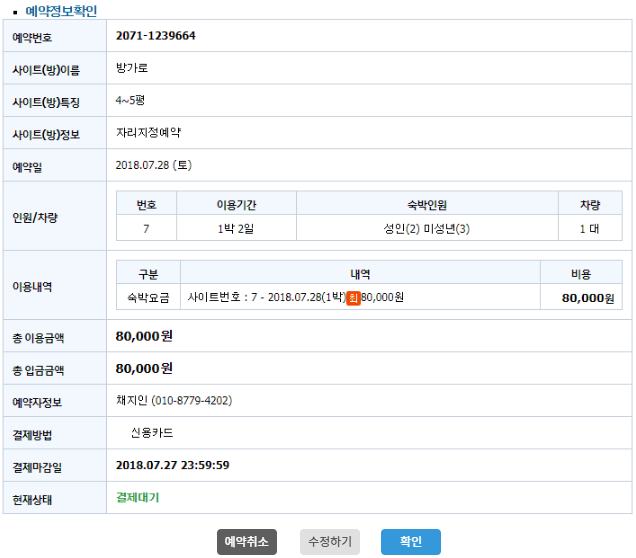 예약정보확인
예약번호 2071-1239664
사이트(방)이름 방가로
사이트(방)특징 4~5평
사이트(방)정보 자리지정예약
예약일 2018.07.28 (토)
인원/차량
번호 이용기간 숙박인원 차량
7 1박 2일 성인(2) 미성년(3) 1 대
이용내역
구분 내역 비용
숙박요금 사이트번호 : 7 - 2018.07.28(1박)최80,000원 80,000원
총 이용금액 80,000원
총 입금금액 80,000원
예약자정보 채지인 (010-8779-4202)
결제방법 신용카드
결제마감일 2018.07.27 23:59:59
현재상태 결제대기
예약취소 수정하기 확인